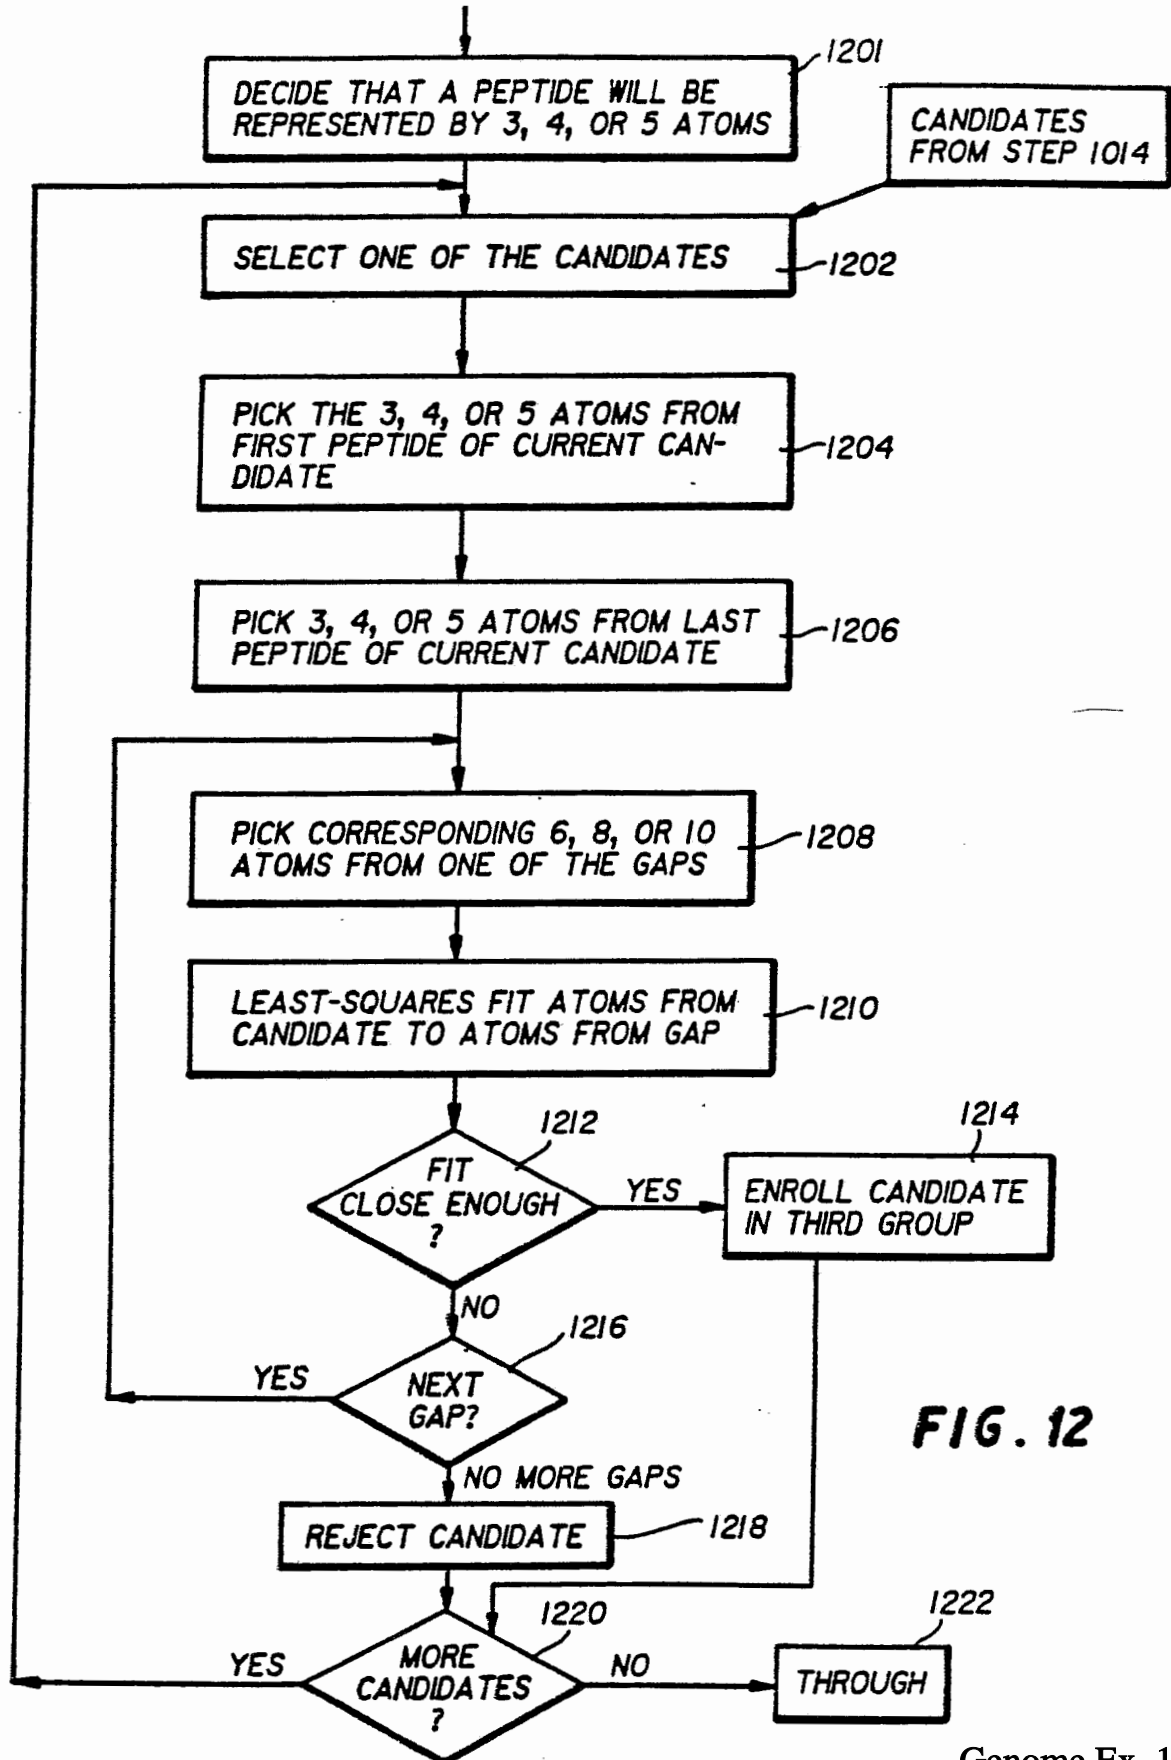 1201
DECIDE THAT A PEPTIDE WILL BE
REPRESENTED BY 3, 4, OR 5 ATOMS
CANDIDATES
FROM STEP 1014
SELECT ONE OF THE CANDIDATES
1202
PICK THE 3, 4, OR 5 ATOMS FROM
FIRST PEPTIDE OF CURRENT CAN-
DIDATE
1204
PICK 3, 4, OR 5 ATOMS FROM LAST
PEPTIDE OF CURRENT CANDIDATE
1206
PICK CORRESPONDING 6, 8, OR 10
ATOMS FROM ONE OF THE GAPS
1208
LEAST-SQUARES FIT ATOMS FROM
CANDIDATE TO ATOMS FROM GAP
1210
1212
FIT
CLOSE ENOUGH
?
YES
1214
ENROLL CANDIDATE
IN THIRD GROUP
NO
1216
NEXT
GAP?
YES
FIG. 12
NO MORE GAPS
REJECT CANDIDATE
1218
1220
MORE
CANDIDATES
?
YES
NO
1222
THROUGH
Genome Ex. 1